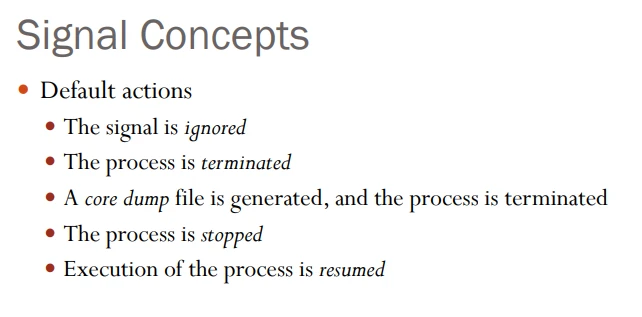 Signal Concepts
Default actions
The signal is ignored
The process is terminated
A core dump file is generated, and the process is terminated
The process is stopped
Execution of the process is resumed